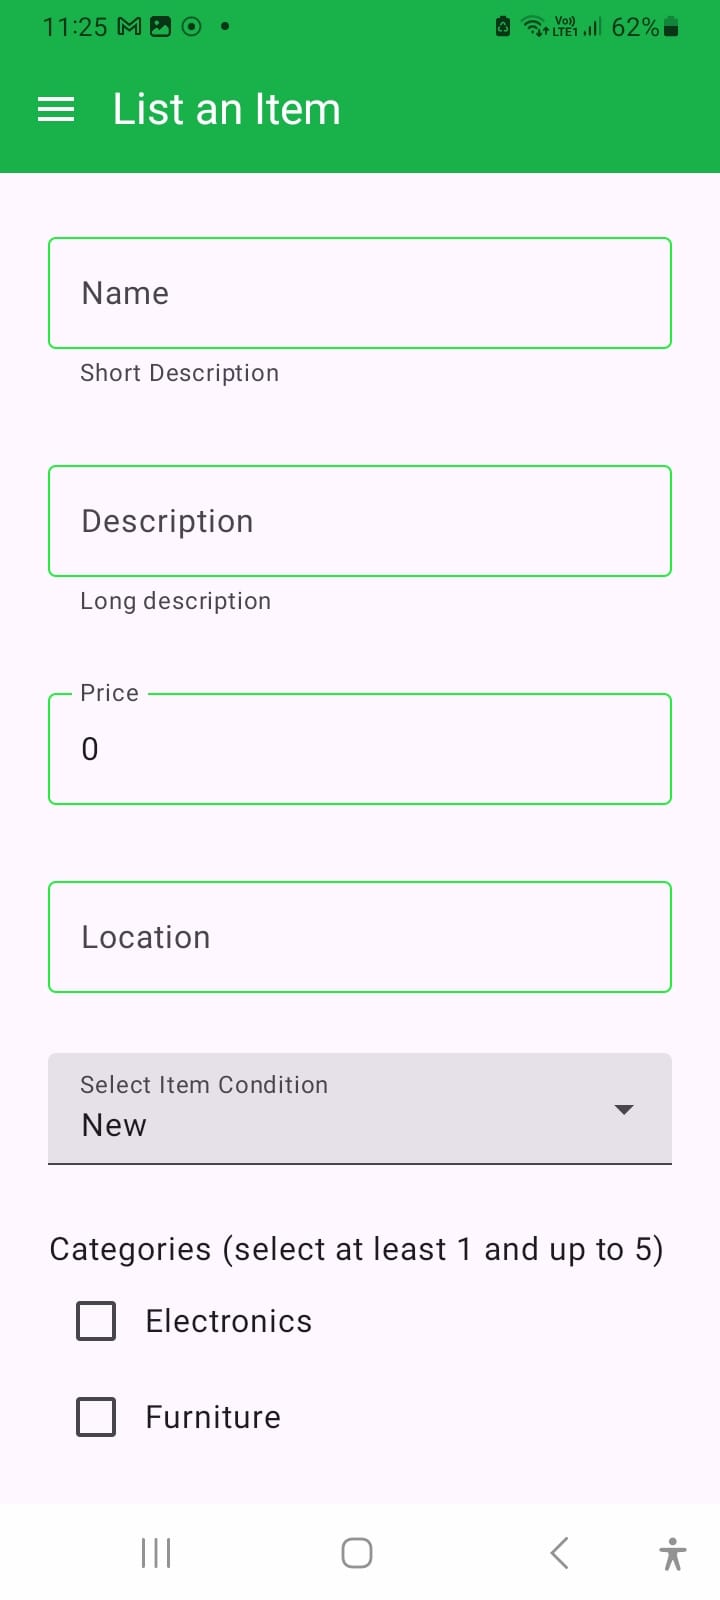 11:25 Vo)) LTE1 62%
List an Item
Name
Short Description
Description
Long description
Price
0
Location
Select Item Condition
New
Categories (select at least 1 and up to 5)
Electronics
Furniture